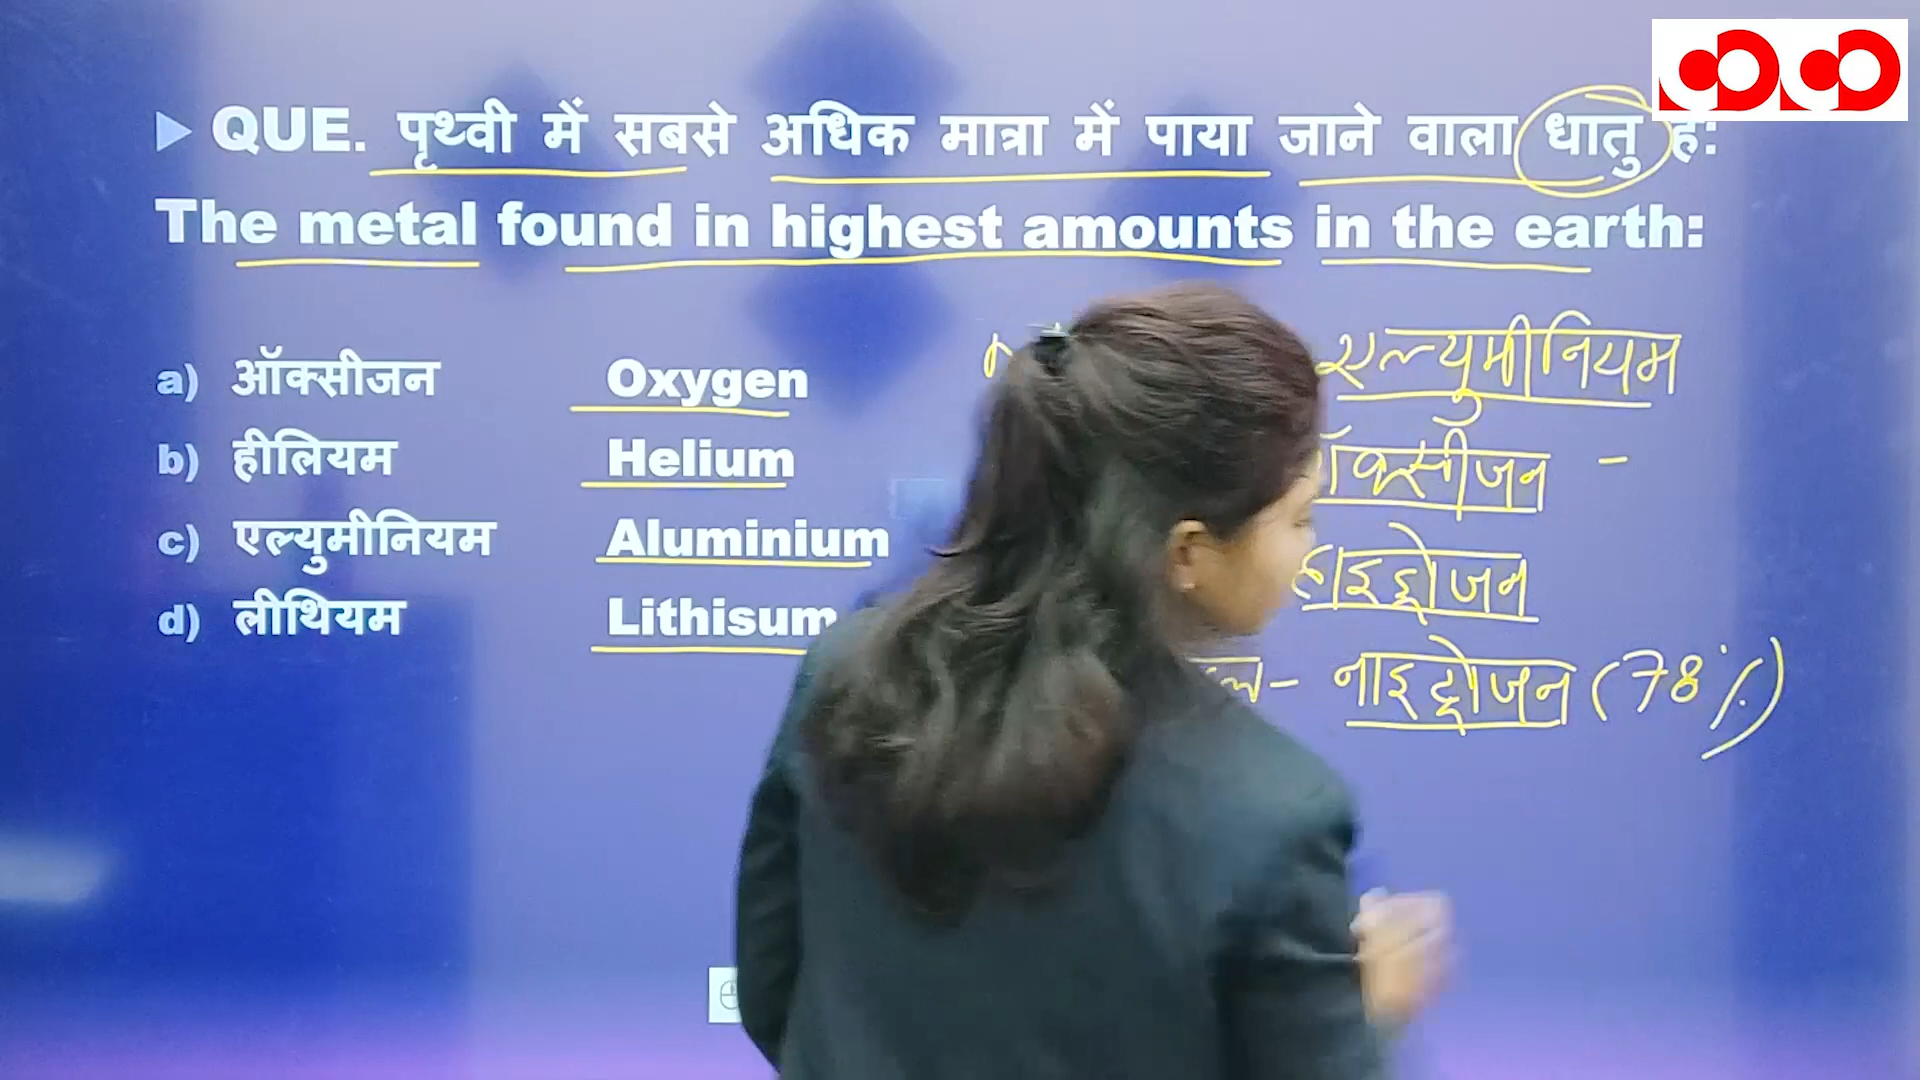 QUE. पृथ्वी में सबसे अधिक मात्रा में पाया जाने वाला धातु है:
The metal found in highest amounts in the earth:
a) ऑक्सीजन Oxygen
b) हीलियम Helium
c) एल्युमीनियम Aluminium
d) लीथियम Lithisum
एल्युमीनियम
ऑक्सीजन -
हाइड्रोजन
- नाइट्रोजन (78%)